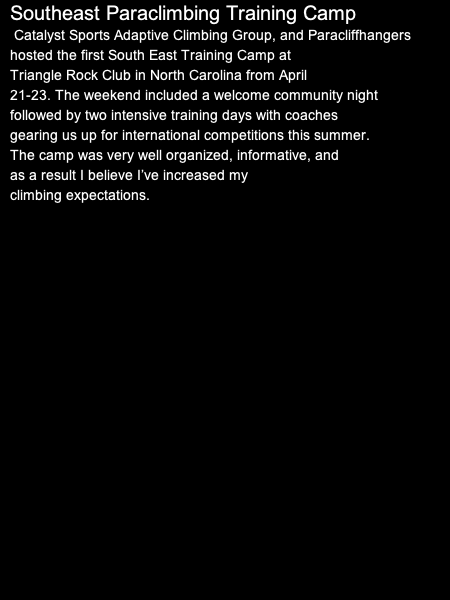 Southeast Paraclimbing Training Camp
Catalyst Sports Adaptive Climbing Group, and Paracliffhangers
hosted the first South East Training Camp at
Triangle Rock Club in North Carolina from April
21-23. The weekend included a welcome community night
followed by two intensive training days with coaches
gearing us up for international competitions this summer.
The camp was very well organized, informative, and
as a result I believe I’ve increased my
climbing expectations.